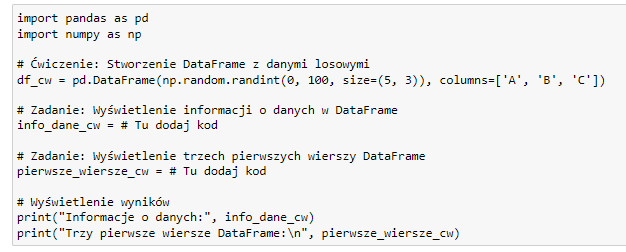 import pandas as pd
import numpy as np
# Ćwiczenie: Stworzenie DataFrame z danymi losowymi
df_cw = pd.DataFrame(np.random.randint(0, 100, size=(5, 3)), columns=['A', 'B', 'C'])
# Zadanie: Wyświetlenie informacji o danych w DataFrame
info_dane_cw = # Tu dodaj kod
# Zadanie: Wyświetlenie trzech pierwszych wierszy DataFrame
pierwsze_wiersze_cw = # Tu dodaj kod
# Wyświetlenie wyników
print("Informacje o danych:", info_dane_cw)
print("Trzy pierwsze wiersze DataFrame:\n", pierwsze_wiersze_cw)